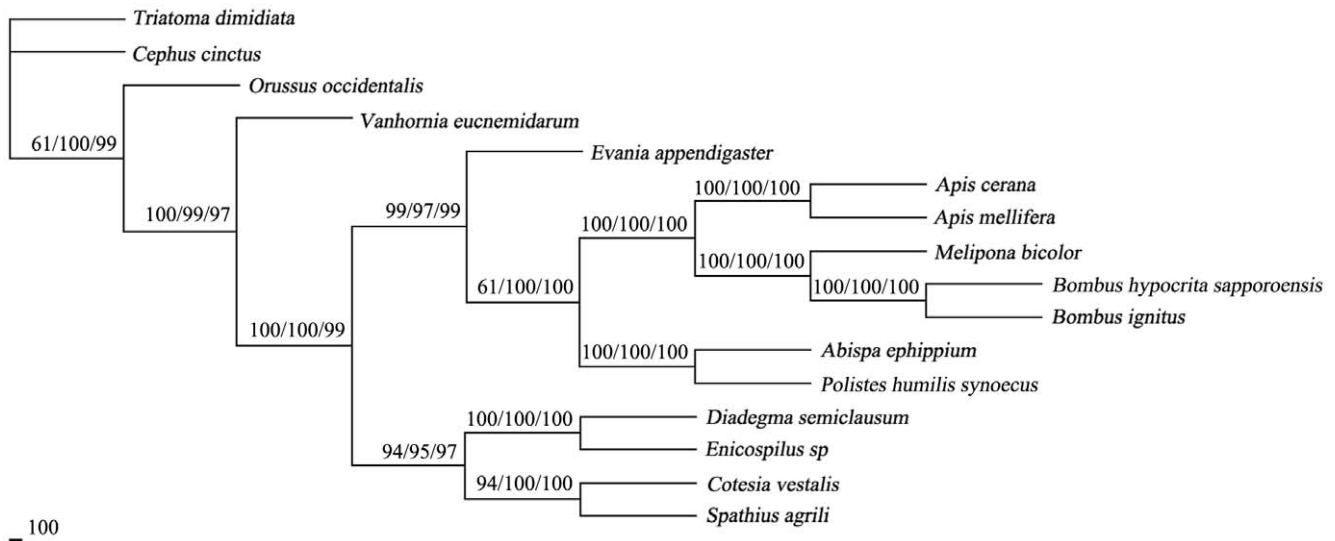 Triatoma dimidiata
Cephus cinctus
Orussus occidentalis
61/100/99
Vanhornia eucnemidarum
Evania appendigaster
100/99/97
99/97/99
100/100/100
Apis cerana
Apis mellifera
100/100/100
Melipona bicolor
100/100/100
61/100/100
100/100/100
Bombus hypocrita sapporoensis
Bombus ignitus
100/100/99
100/100/100
Abispa ephippium
Polistes humilis synoecus
100/100/100
Diadegma semiclausum
94/95/97
Enicospilus sp
94/100/100
Cotesia vestalis
Spathius agrili
100